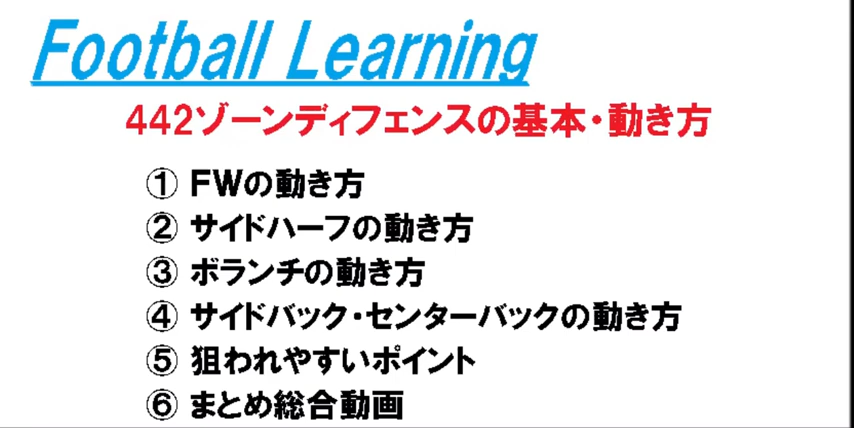 Football Learning
442ゾーンディフェンスの基本・動き方
① FWの動き方
② サイドハーフの動き方
③ ボランチの動き方
④ サイドバック・センターバックの動き方
⑤ 狙われやすいポイント
⑥ まとめ総合動画